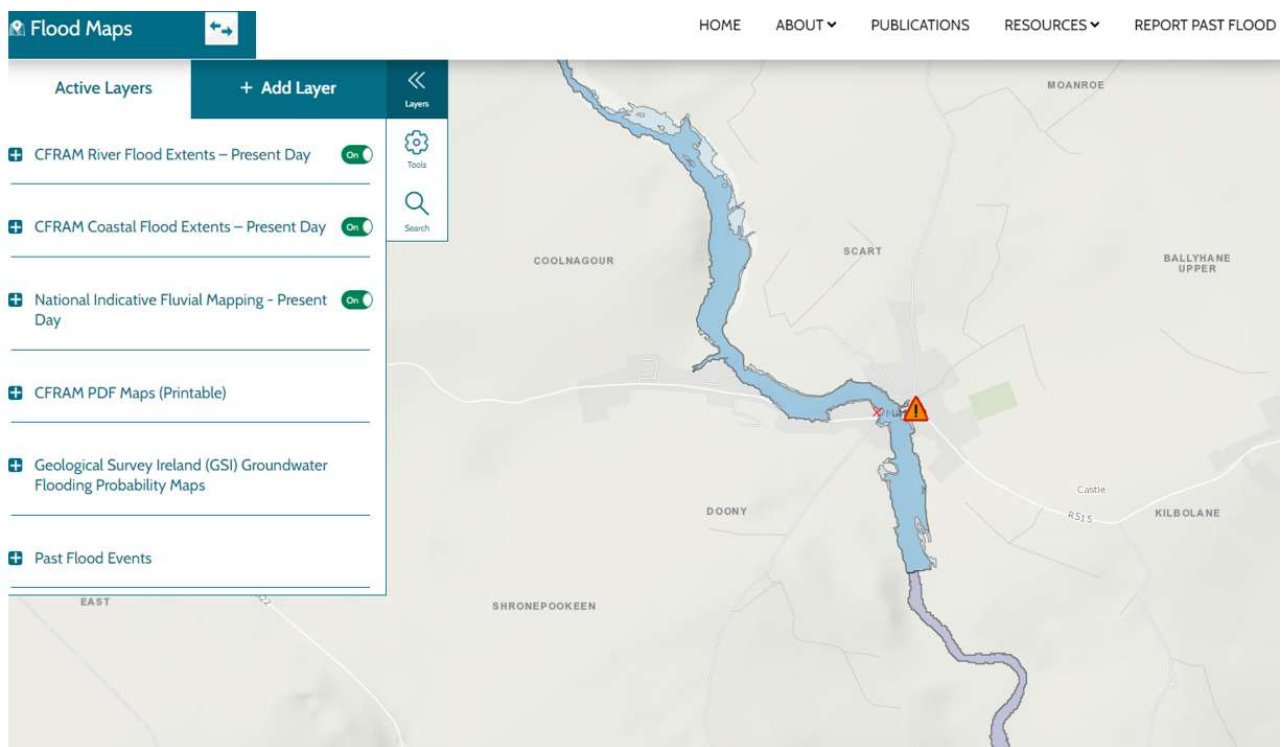 Flood Maps
HOME
ABOUT
PUBLICATIONS
RESOURCES
REPORT PAST FLOOD
Active Layers
+ Add Layer
Layers
Tools
Search
CFRAM River Flood Extents – Present Day
On
CFRAM Coastal Flood Extents – Present Day
On
National Indicative Fluvial Mapping - Present
Day
On
CFRAM PDF Maps (Printable)
Geological Survey Ireland (GSI) Groundwater
Flooding Probability Maps
Past Flood Events
MOANROE
COOLNAGOUR
SCART
BALLYHANE
UPPER
Castle
R515
DOONY
KILBOLANE
EAST
SHRONEPOOKEEN